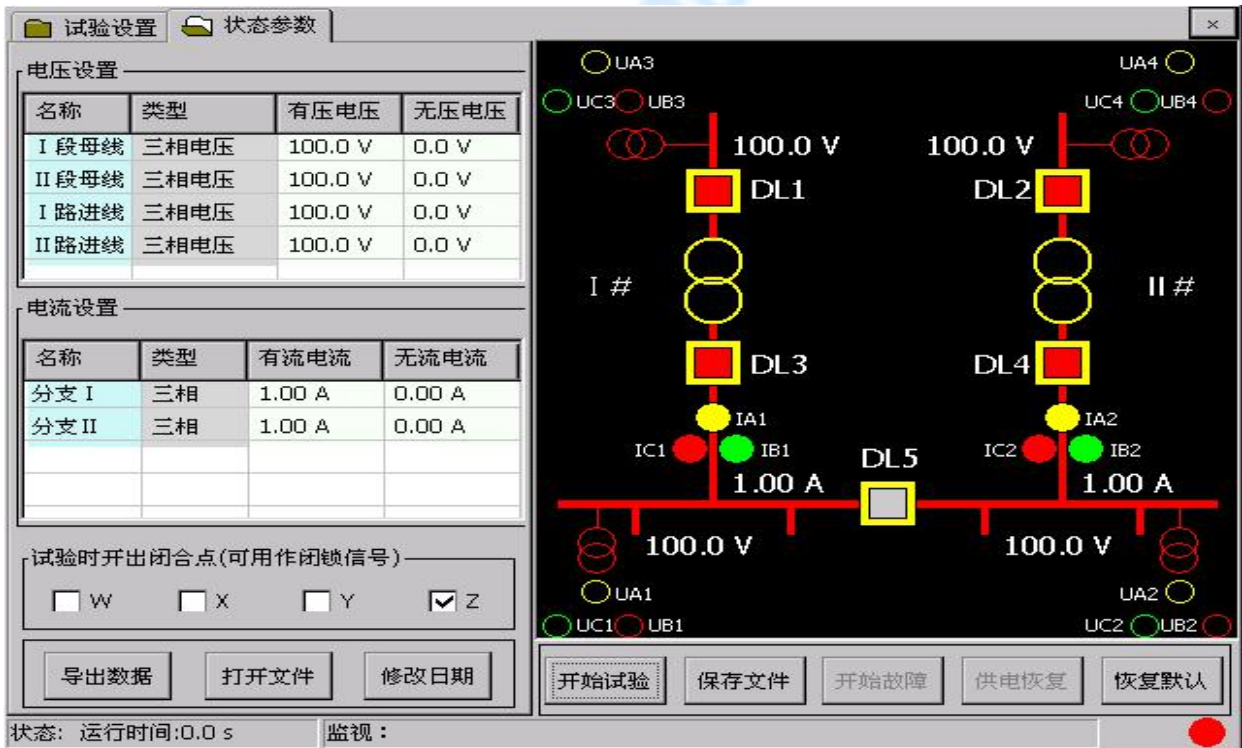 试验设置 状态参数 ×
电压设置
名称 类型 有压电压 无压电压
I 段母线 三相电压 100.0 V 0.0 V
II段母线 三相电压 100.0 V 0.0 V
I 路进线 三相电压 100.0 V 0.0 V
II路进线 三相电压 100.0 V 0.0 V
电流设置
名称 类型 有流电流 无流电流
分支 I 三相 1.00 A 0.00 A
分支 II 三相 1.00 A 0.00 A
试验时开出闭合点(可用作闭锁信号)
W X Y Z
导出数据 打开文件 修改日期
UA3 UA4
UC3 UB3 UC4 UB4
100.0 V 100.0 V
DL1 DL2
I # II #
DL3 DL4
IA1 IA2
IC1 IB1 DL5 IC2 IB2
1.00 A 1.00 A
100.0 V 100.0 V
UA1 UA2
UC1 UB1 UC2 UB2
开始试验 保存文件 开始故障 供电恢复 恢复默认
状态: 运行时间:0.0 s 监视：